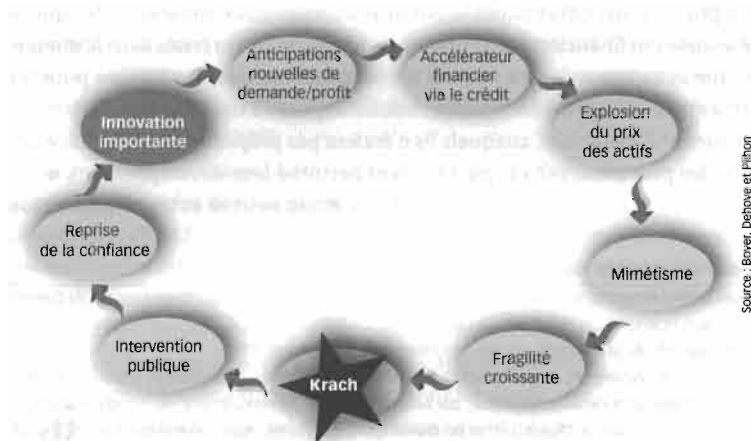 Anticipations
nouvelles de
demande/profit
Accélérateur
financier
via le crédit
Explosion
du prix
des actifs
Mimétisme
Fragilité
croissante
Krach
Intervention
publique
Reprise
de la confiance
Innovation
importante
Source : Boyer, Dehove et Plihon